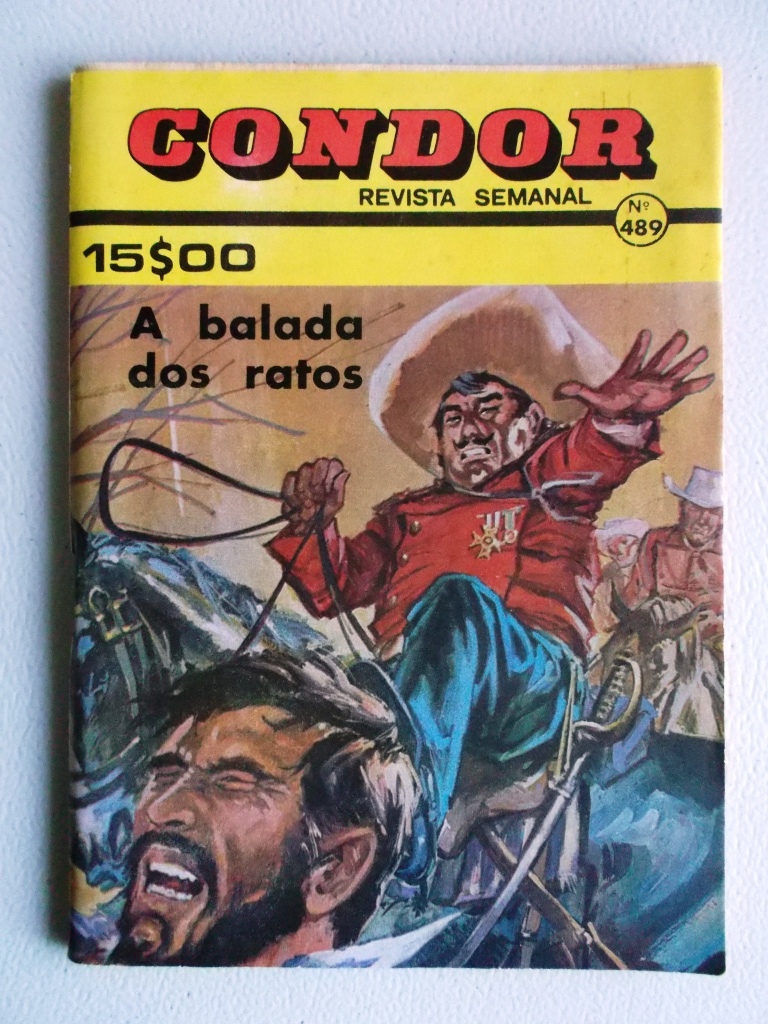 CONDOR
REVISTA SEMANAL
Nº
489
15$00
A balada
dos ratos